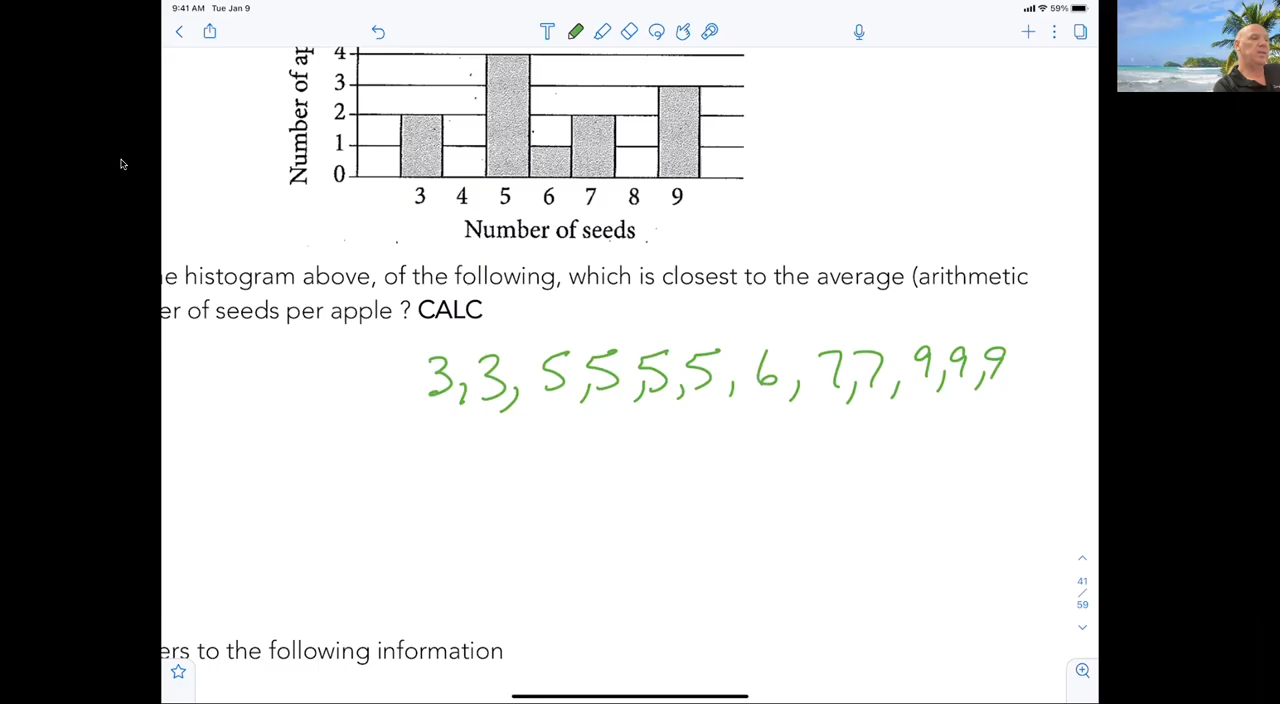 9:41 AM Tue Jan 9
59%
Number of ap
4
3
2
1
0
3 4 5 6 7 8 9
Number of seeds
e histogram above, of the following, which is closest to the average (arithmetic
er of seeds per apple ? CALC
3, 3, 5, 5, 5, 5, 6, 7, 7, 9, 9, 9
41
/
59
ers to the following information